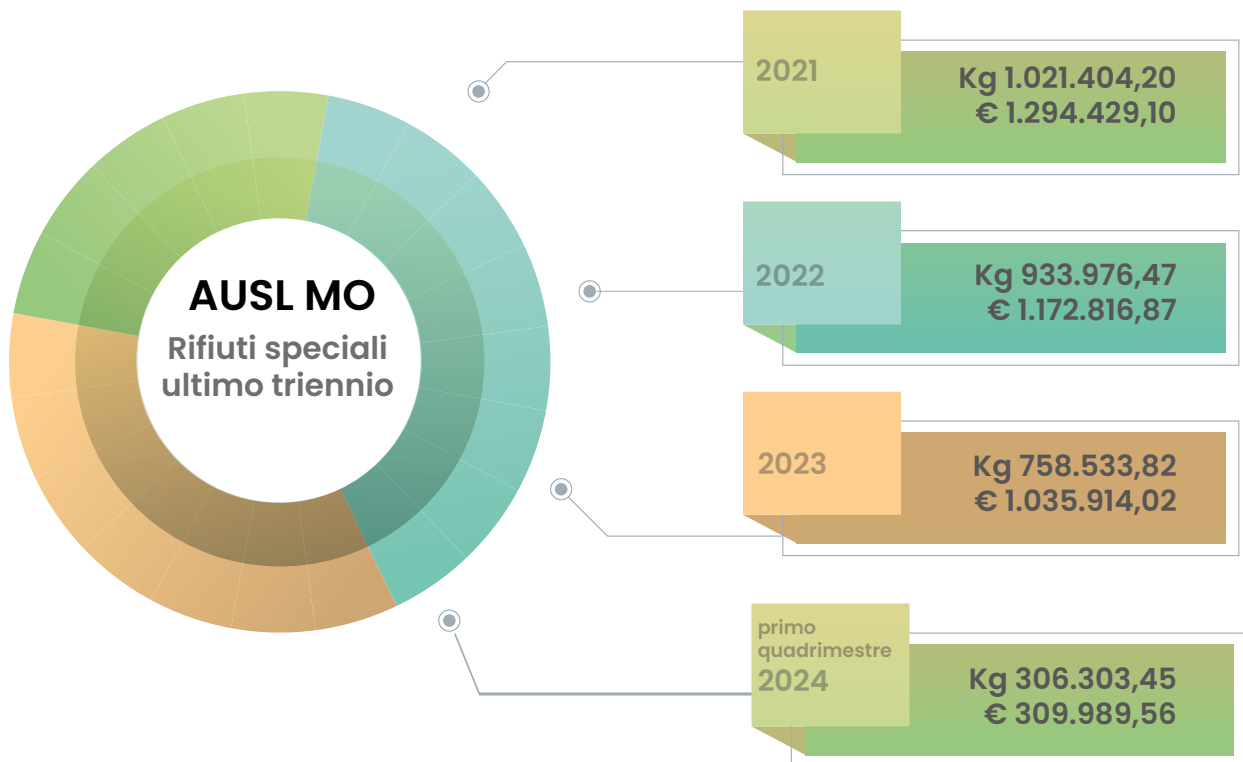 AUSL MO
Rifiuti speciali
ultimo triennio
2021
Kg 1.021.404,20
€ 1.294.429,10
2022
Kg 933.976,47
€ 1.172.816,87
2023
Kg 758.533,82
€ 1.035.914,02
primo
quadrimestre
2024
Kg 306.303,45
€ 309.989,56